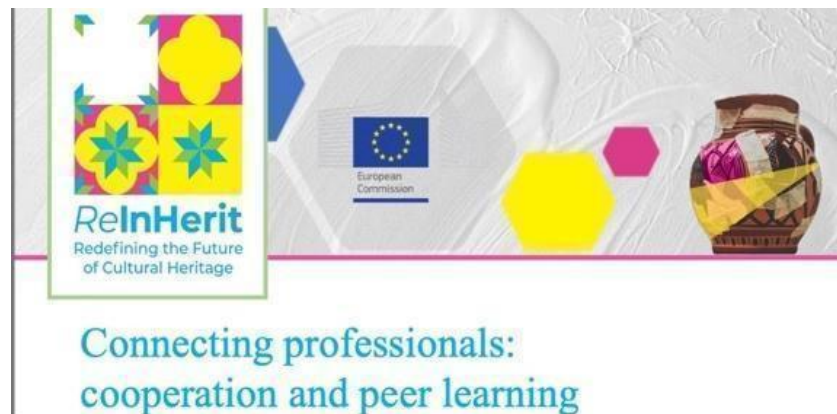 European
Commission
ReInHerit
Redefining the Future
of Cultural Heritage
Connecting professionals:
cooperation and peer learning